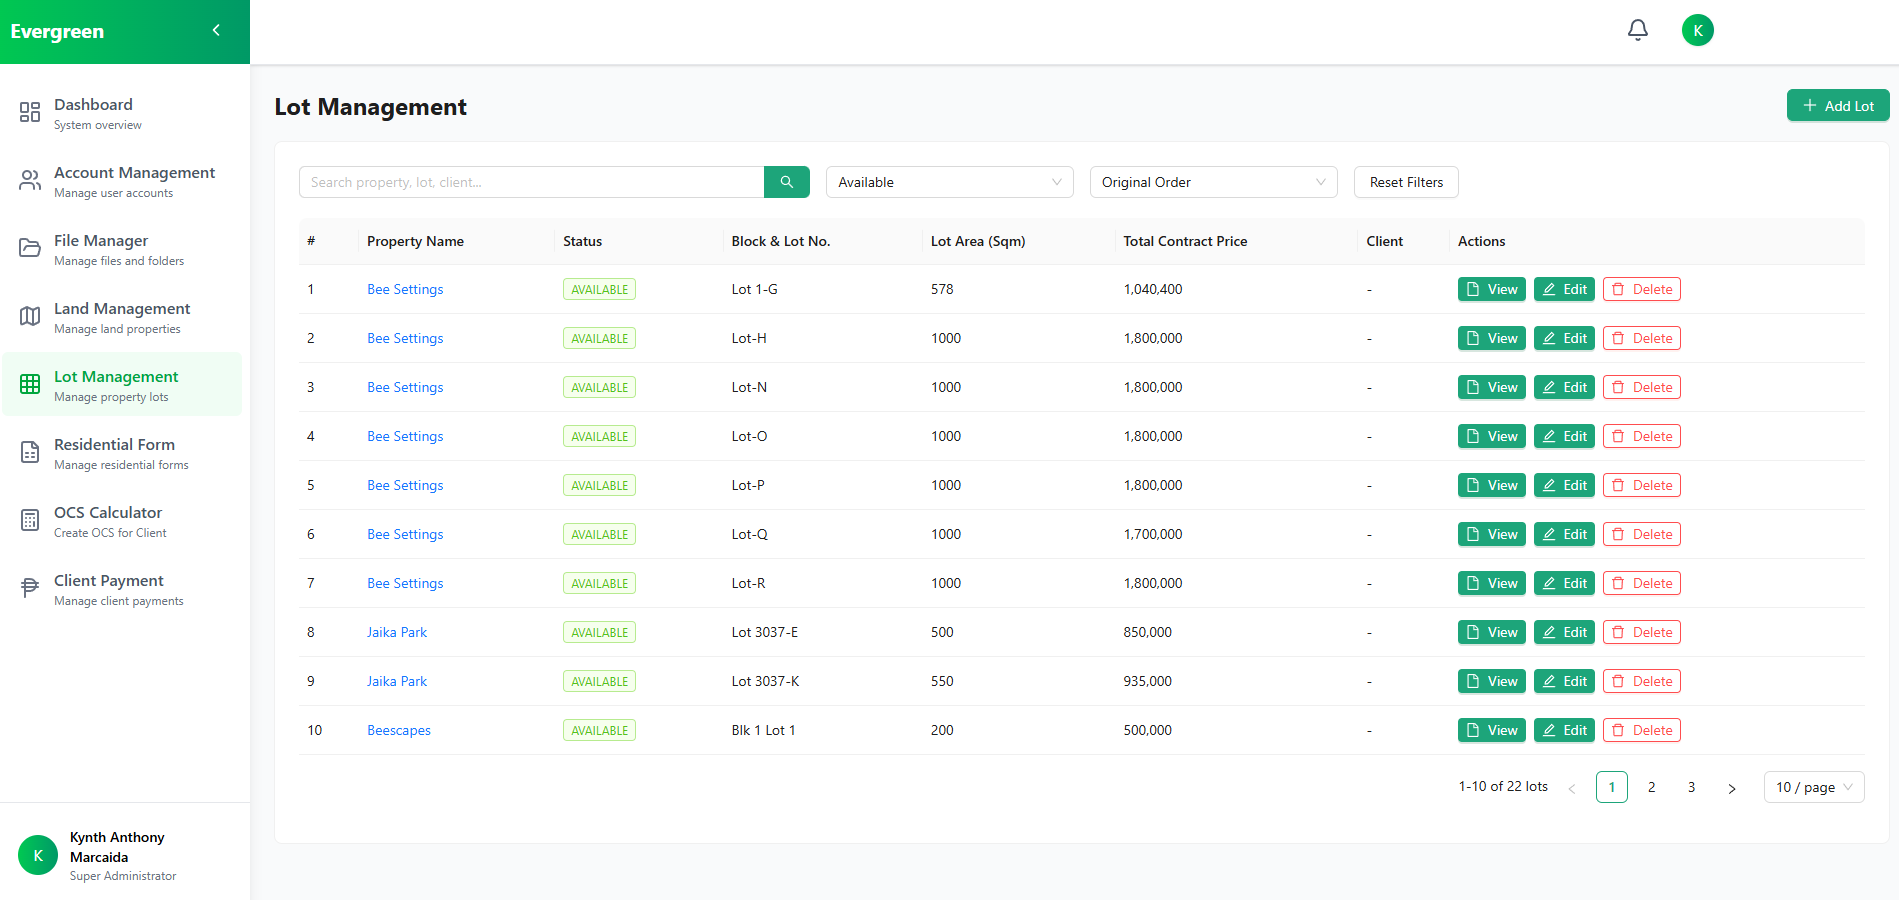 Evergreen
K
Dashboard
System overview
Account Management
Manage user accounts
File Manager
Manage files and folders
Land Management
Manage land properties
Lot Management
Manage property lots
Residential Form
Manage residential forms
OCS Calculator
Create OCS for Client
Client Payment
Manage client payments
K
Kynth Anthony
Marcaida
Super Administrator
Lot Management
Add Lot
Search property, lot, client...
Available
Original Order
Reset Filters
# Property Name Status Block & Lot No. Lot Area (Sqm) Total Contract Price Client Actions
1 Bee Settings AVAILABLE Lot 1-G 578 1,040,400 - View Edit Delete
2 Bee Settings AVAILABLE Lot-H 1000 1,800,000 - View Edit Delete
3 Bee Settings AVAILABLE Lot-N 1000 1,800,000 - View Edit Delete
4 Bee Settings AVAILABLE Lot-O 1000 1,800,000 - View Edit Delete
5 Bee Settings AVAILABLE Lot-P 1000 1,800,000 - View Edit Delete
6 Bee Settings AVAILABLE Lot-Q 1000 1,700,000 - View Edit Delete
7 Bee Settings AVAILABLE Lot-R 1000 1,800,000 - View Edit Delete
8 Jaika Park AVAILABLE Lot 3037-E 500 850,000 - View Edit Delete
9 Jaika Park AVAILABLE Lot 3037-K 550 935,000 - View Edit Delete
10 Beescapes AVAILABLE Blk 1 Lot 1 200 500,000 - View Edit Delete
1-10 of 22 lots < 1 2 3 > 10 / page